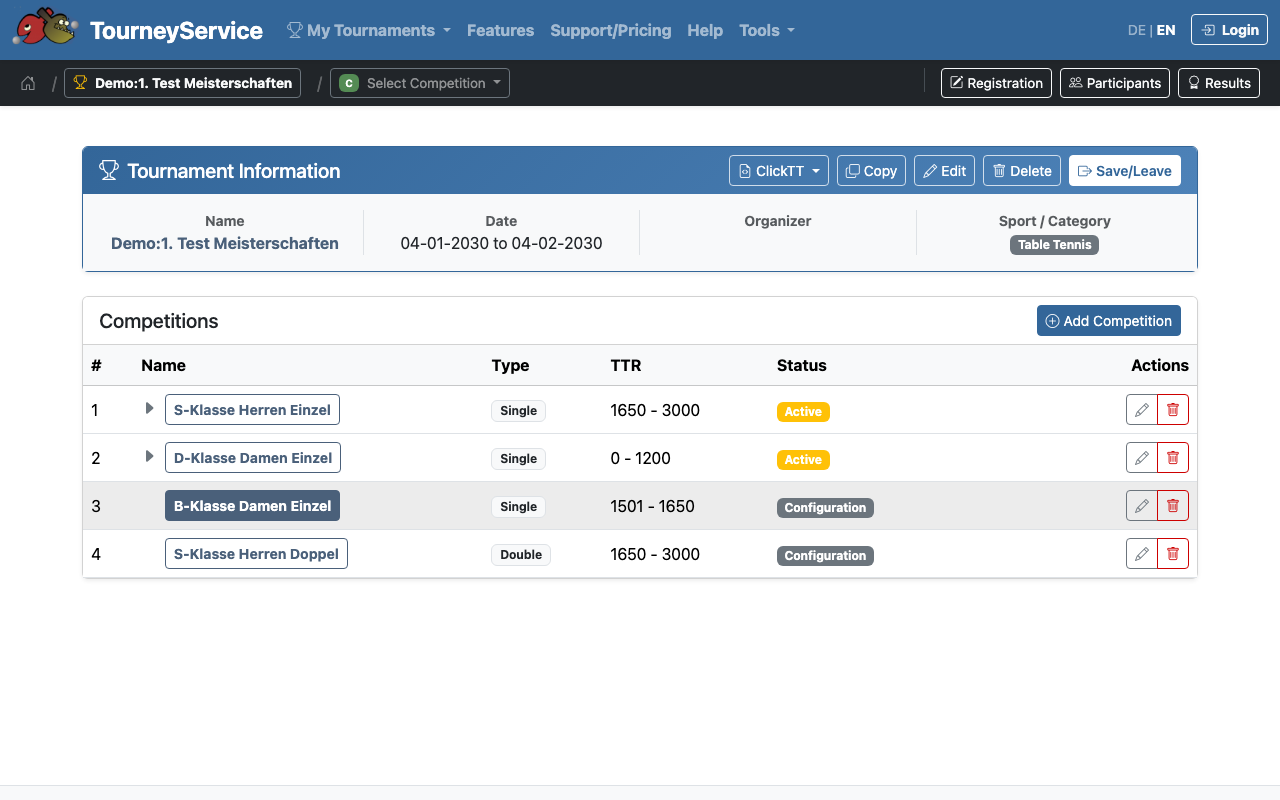 TourneyService My Tournaments Features Support/Pricing Help Tools DE | EN Login
/ Demo:1. Test Meisterschaften / C Select Competition Registration Participants Results
Tournament Information ClickTT Copy Edit Delete Save/Leave
Name Date Organizer Sport / Category
Demo:1. Test Meisterschaften 04-01-2030 to 04-02-2030 Table Tennis
Competitions Add Competition
# Name Type TTR Status Actions
1 S-Klasse Herren Einzel Single 1650 - 3000 Active
2 D-Klasse Damen Einzel Single 0 - 1200 Active
3 B-Klasse Damen Einzel Single 1501 - 1650 Configuration
4 S-Klasse Herren Doppel Double 1650 - 3000 Configuration